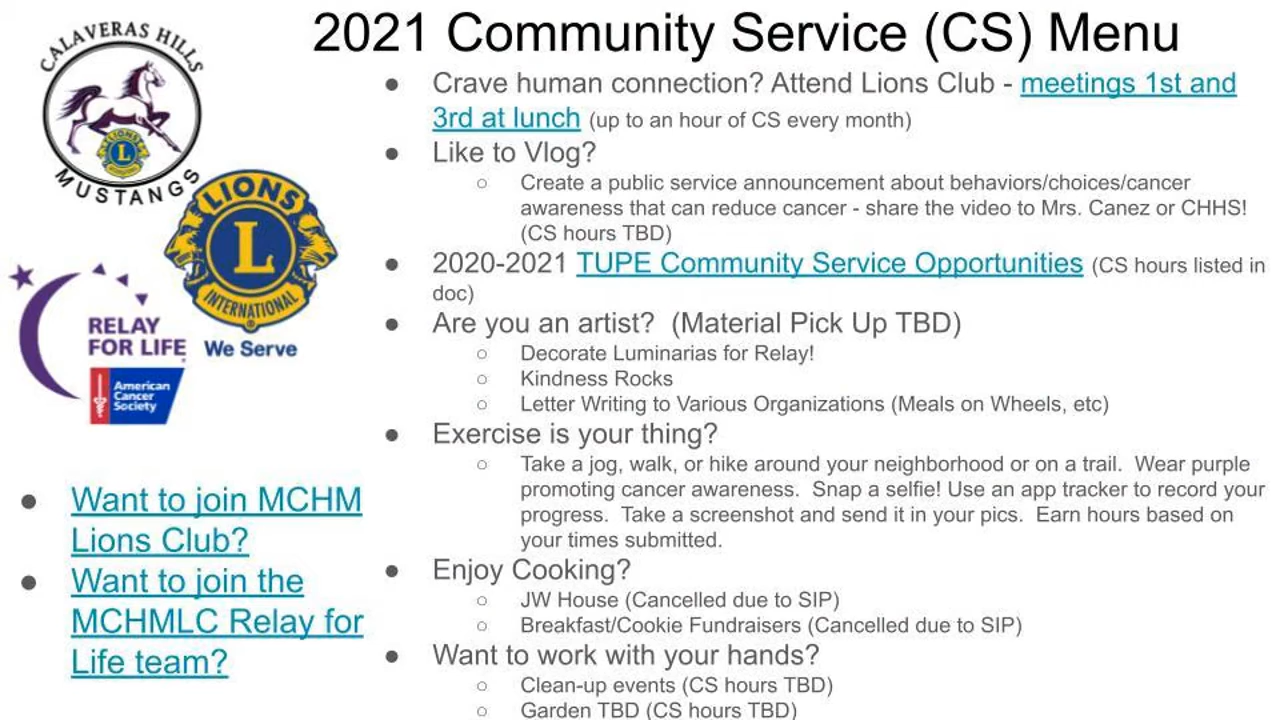 2021 Community Service (CS) Menu
CALAVERAS HILLS
LIONS
L
INTERNATIONAL
MUSTANGS
LIONS
L
INTERNATIONAL
®
We Serve
RELAY
FOR LIFE
American
Cancer
Society
● Want to join MCHM
Lions Club?
● Want to join the
MCHMLC Relay for
Life team?
● Crave human connection? Attend Lions Club - meetings 1st and
3rd at lunch (up to an hour of CS every month)
● Like to Vlog?
○ Create a public service announcement about behaviors/choices/cancer
awareness that can reduce cancer - share the video to Mrs. Canez or CHHS!
(CS hours TBD)
● 2020-2021 TUPE Community Service Opportunities (CS hours listed in
doc)
● Are you an artist?  (Material Pick Up TBD)
○ Decorate Luminarias for Relay!
○ Kindness Rocks
○ Letter Writing to Various Organizations (Meals on Wheels, etc)
● Exercise is your thing?
○ Take a jog, walk, or hike around your neighborhood or on a trail.  Wear purple
promoting cancer awareness.  Snap a selfie! Use an app tracker to record your
progress.  Take a screenshot and send it in your pics.  Earn hours based on
your times submitted.
● Enjoy Cooking?
○ JW House (Cancelled due to SIP)
○ Breakfast/Cookie Fundraisers (Cancelled due to SIP)
● Want to work with your hands?
○ Clean-up events (CS hours TBD)
○ Garden TBD (CS hours TBD)